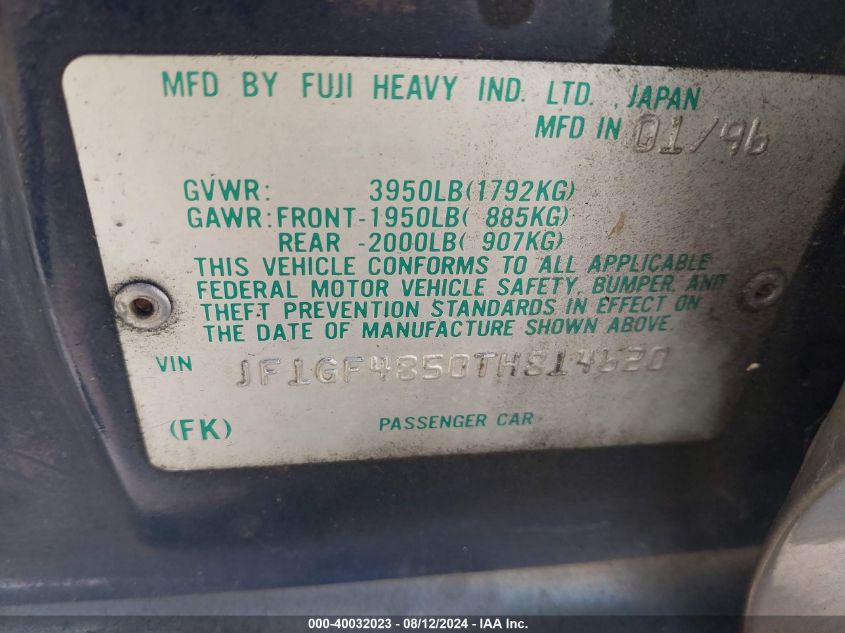 MFD BY FUJI HEAVY IND. LTD., JAPAN
MFD IN 01/96
GVWR: 3950LB(1792KG)
GAWR:FRONT-1950LB( 885KG)
REAR -2000LB( 907KG)
THIS VEHICLE CONFORMS TO ALL APPLICABLE
FEDERAL MOTOR VEHICLE SAFETY, BUMPER, AND
THEFT PREVENTION STANDARDS IN EFFECT ON
THE DATE OF MANUFACTURE SHOWN ABOVE.
VIN JF1GF4850TH814620
(FK) PASSENGER CAR
000-40032023 - 08/12/2024 - IAA Inc.